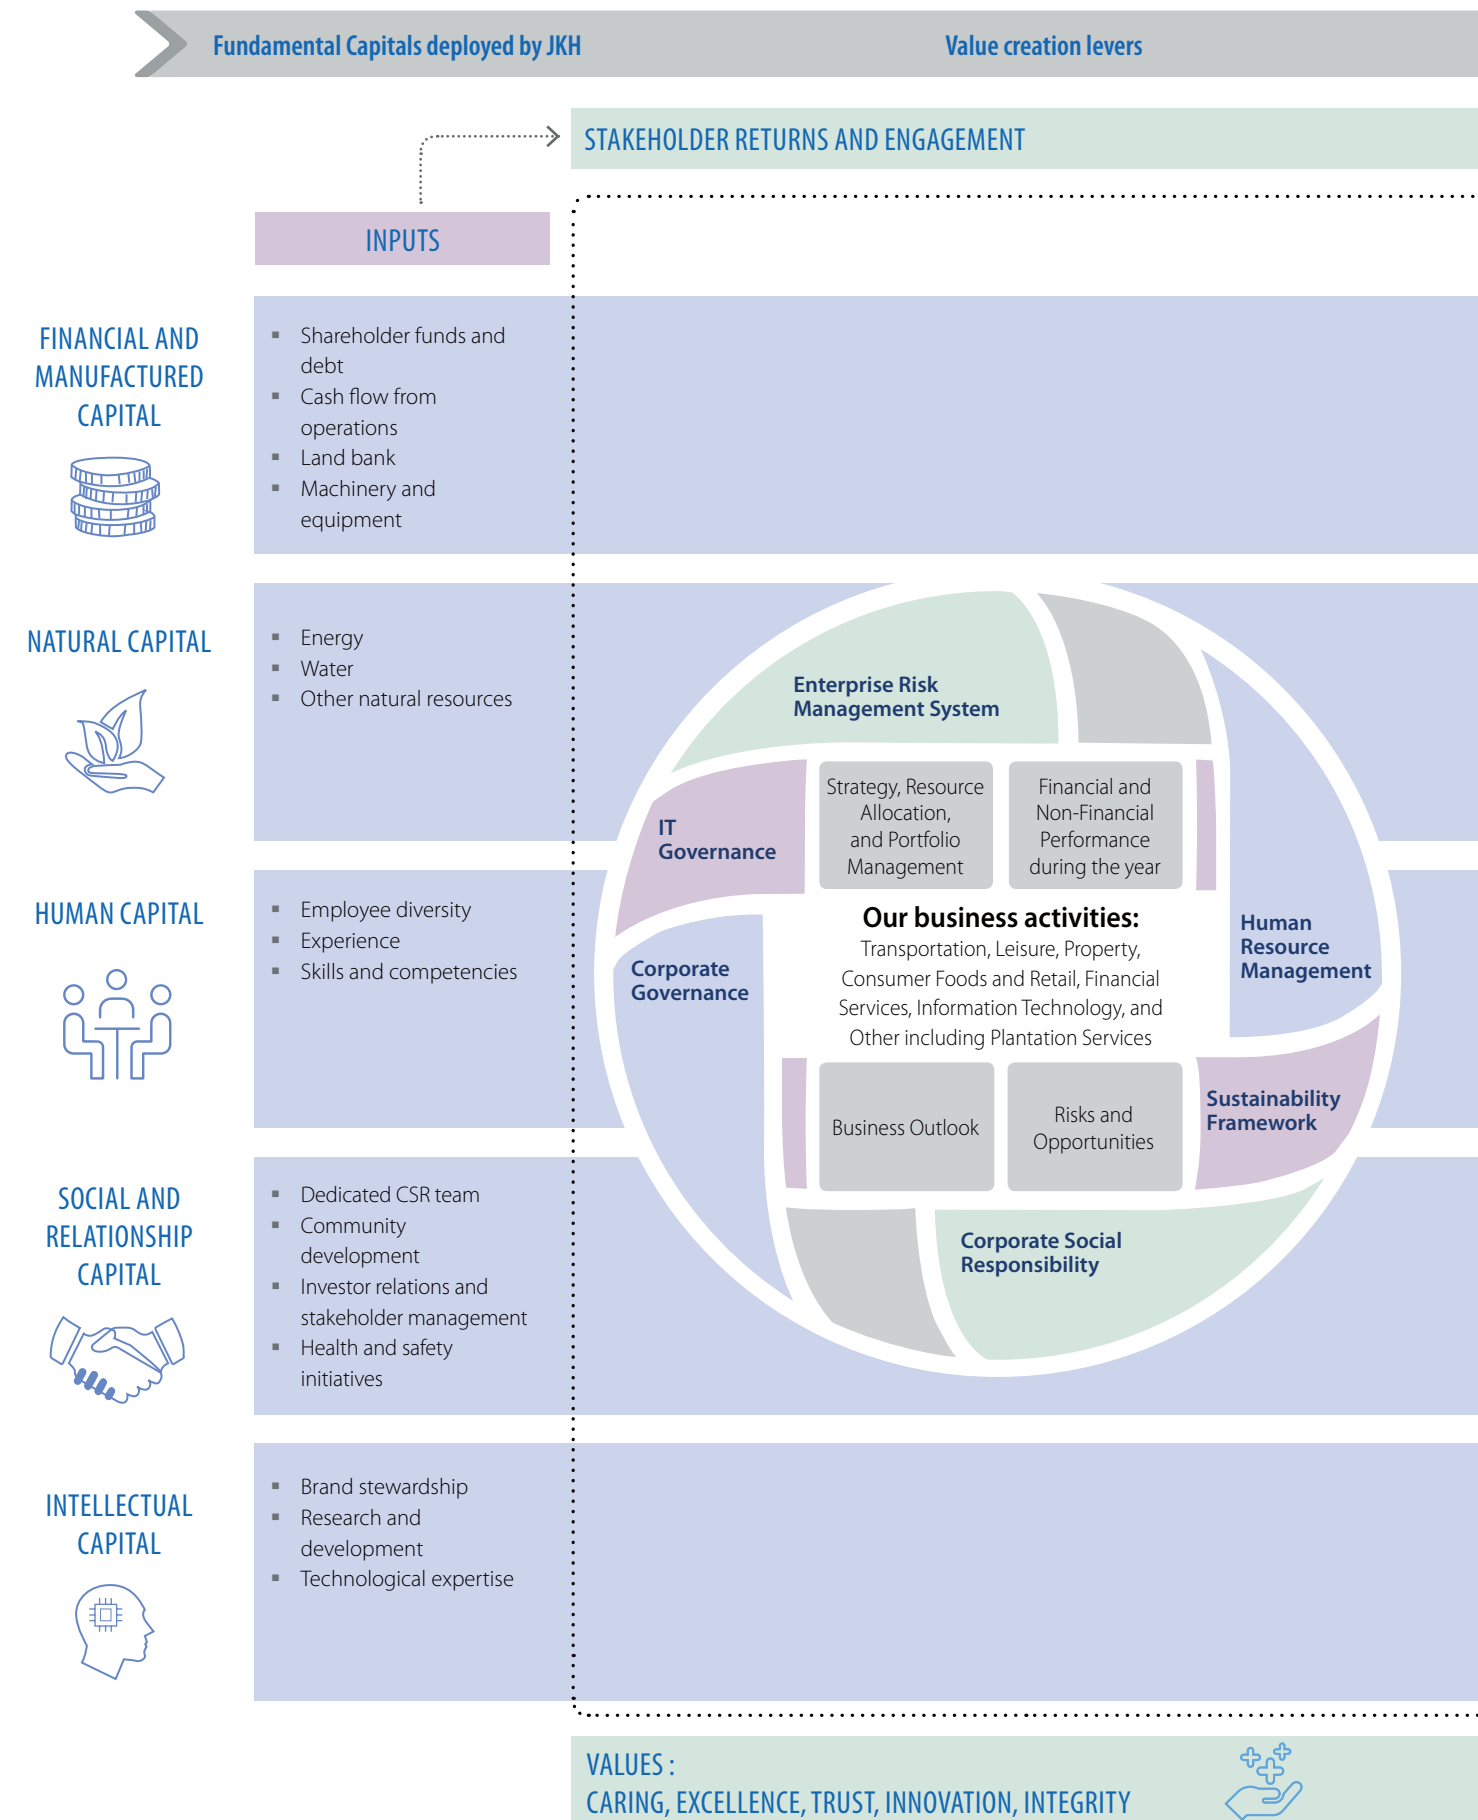 Fundamental Capitals deployed by JKH
Value creation levers
STAKEHOLDER RETURNS AND ENGAGEMENT
INPUTS
FINANCIAL AND
MANUFACTURED
CAPITAL
Shareholder funds and
debt
Cash flow from
operations
Land bank
Machinery and
equipment
NATURAL CAPITAL
Energy
Water
Other natural resources
HUMAN CAPITAL
Employee diversity
Experience
Skills and competencies
SOCIAL AND
RELATIONSHIP
CAPITAL
Dedicated CSR team
Community
development
Investor relations and
stakeholder management
Health and safety
initiatives
INTELLECTUAL
CAPITAL
Brand stewardship
Research and
development
Technological expertise
Enterprise Risk
Management System
IT
Governance
Strategy, Resource
Allocation,
and Portfolio
Management
Financial and
Non-Financial
Performance
during the year
Our business activities:
Transportation, Leisure, Property,
Consumer Foods and Retail, Financial
Services, Information Technology, and
Other including Plantation Services
Corporate
Governance
Human
Resource
Management
Business Outlook
Risks and
Opportunities
Sustainability
Framework
Corporate Social
Responsibility
VALUES :
CARING, EXCELLENCE, TRUST, INNOVATION, INTEGRITY